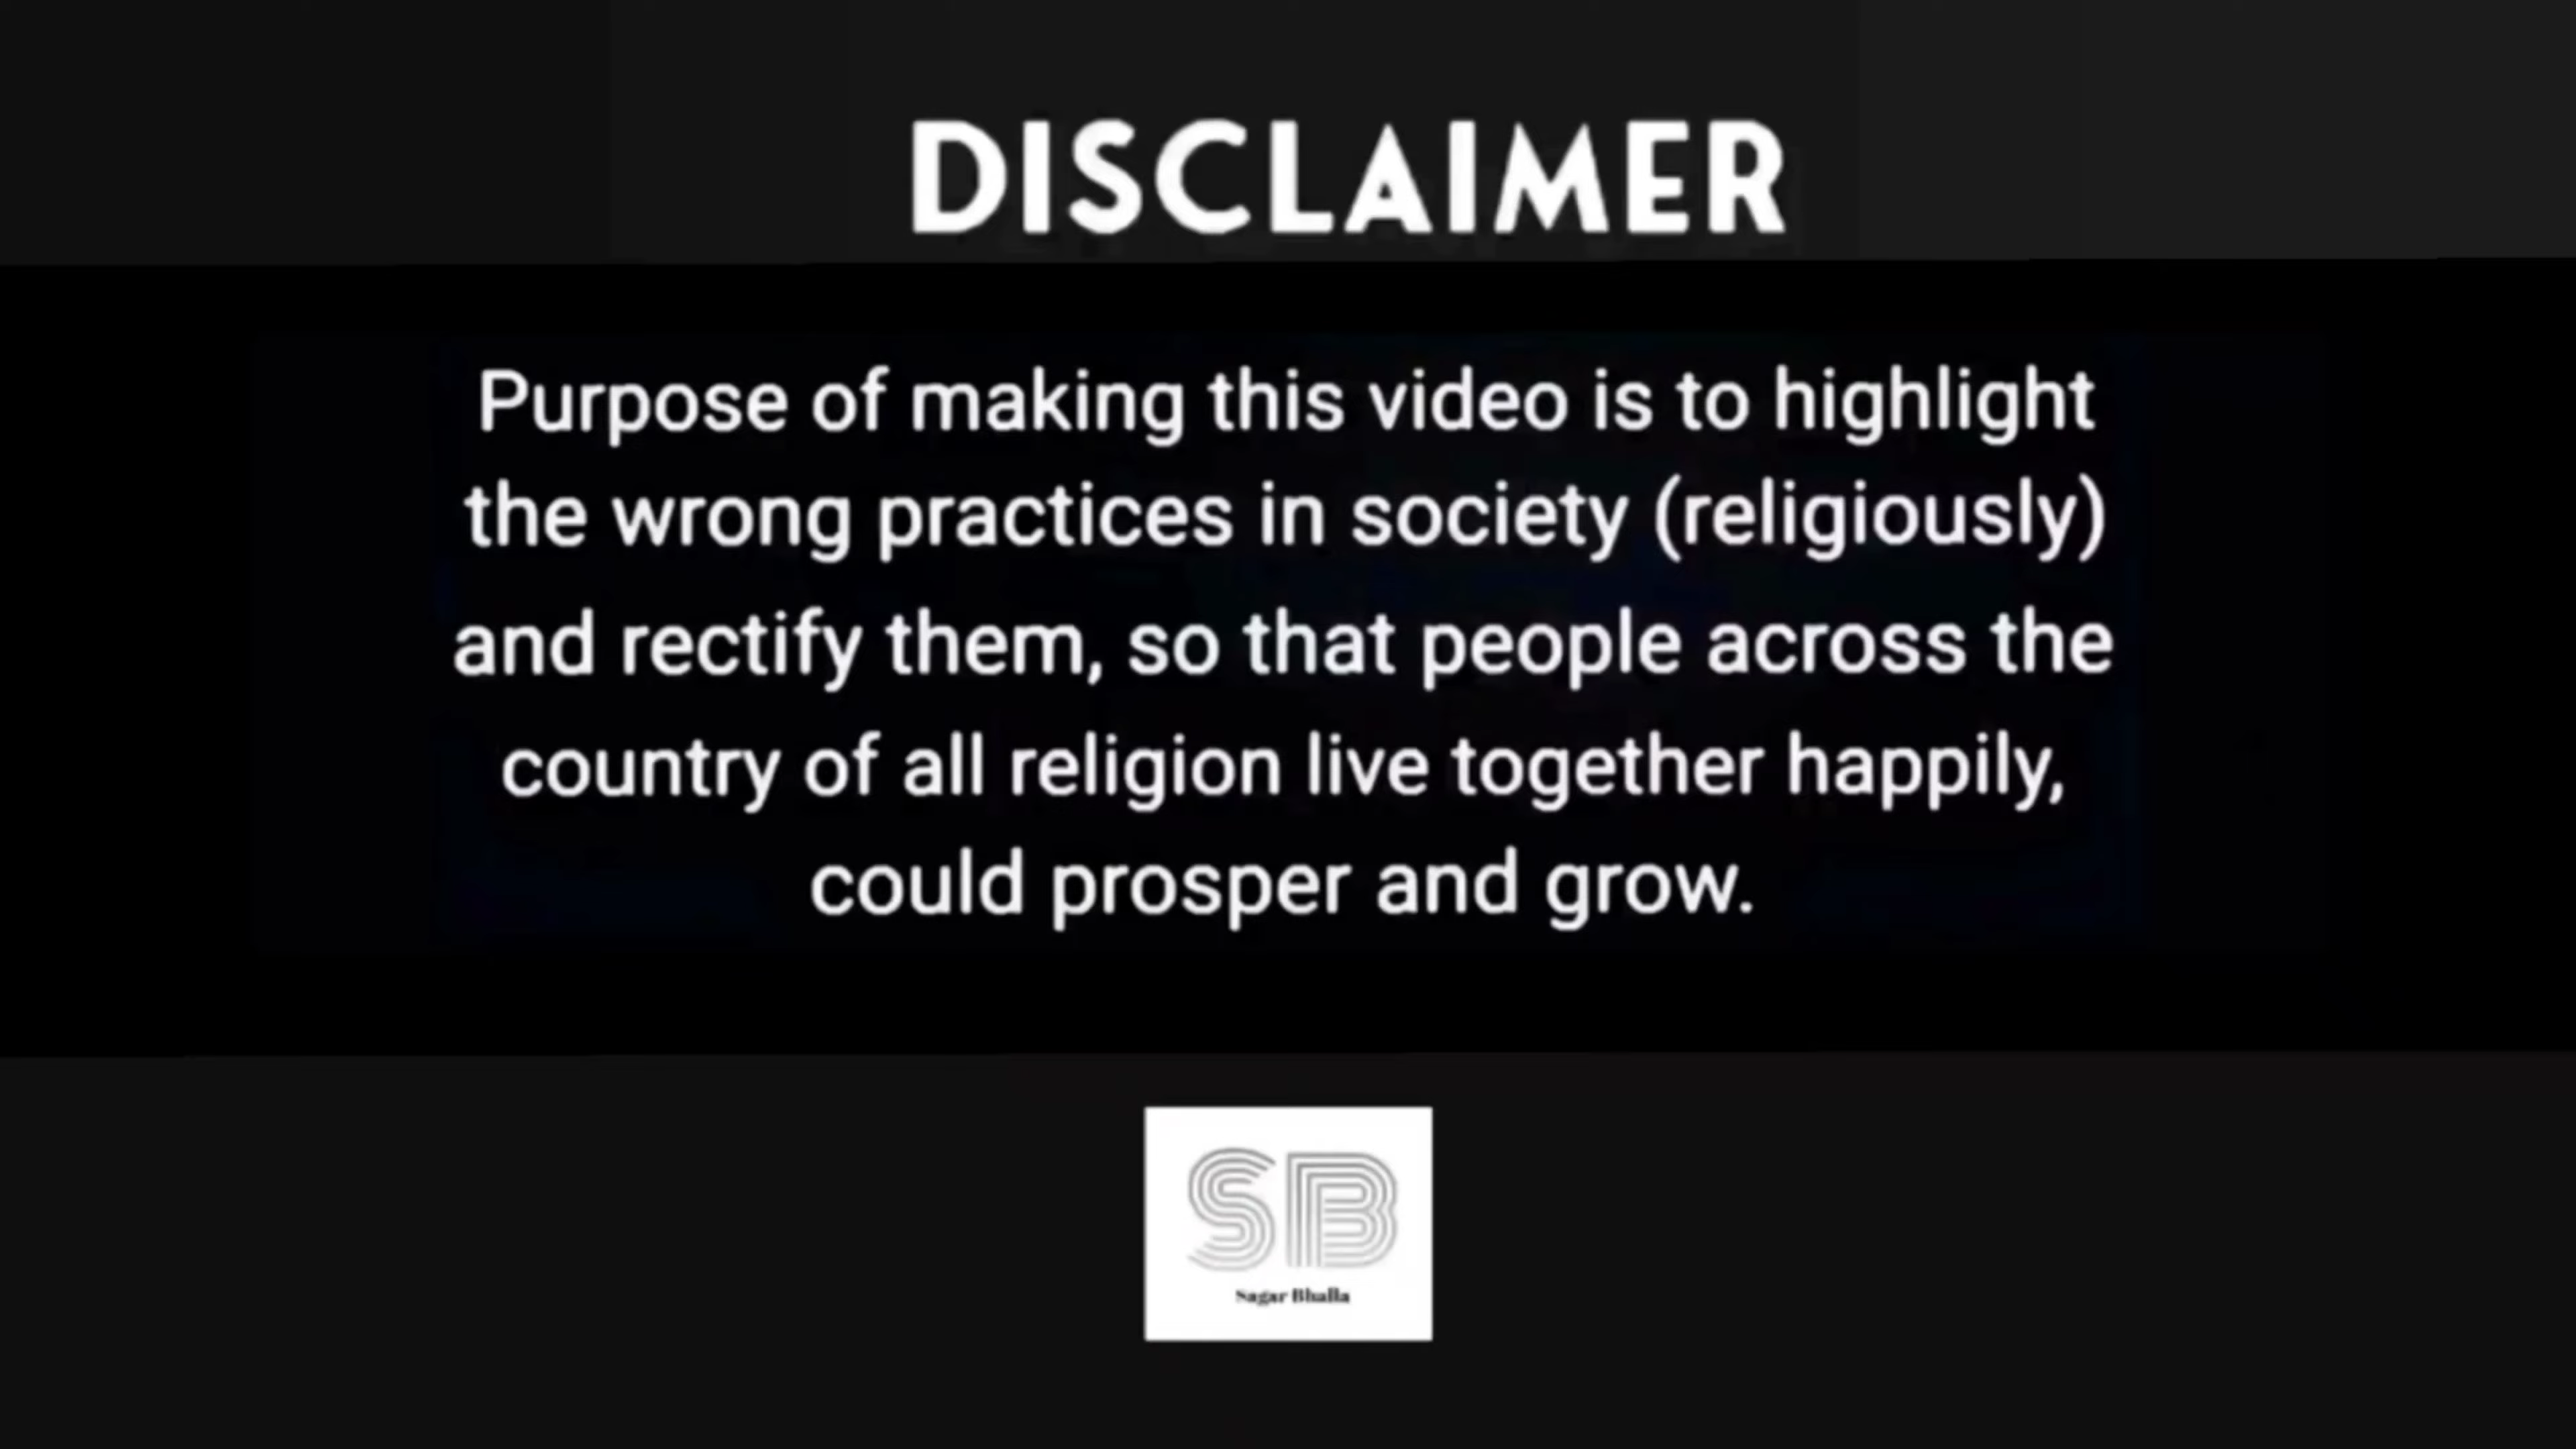 DISCLAIMER
Purpose of making this video is to highlight
the wrong practices in society (religiously)
and rectify them, so that people across the
country of all religion live together happily,
could prosper and grow.
SB
Sagar Bhalla